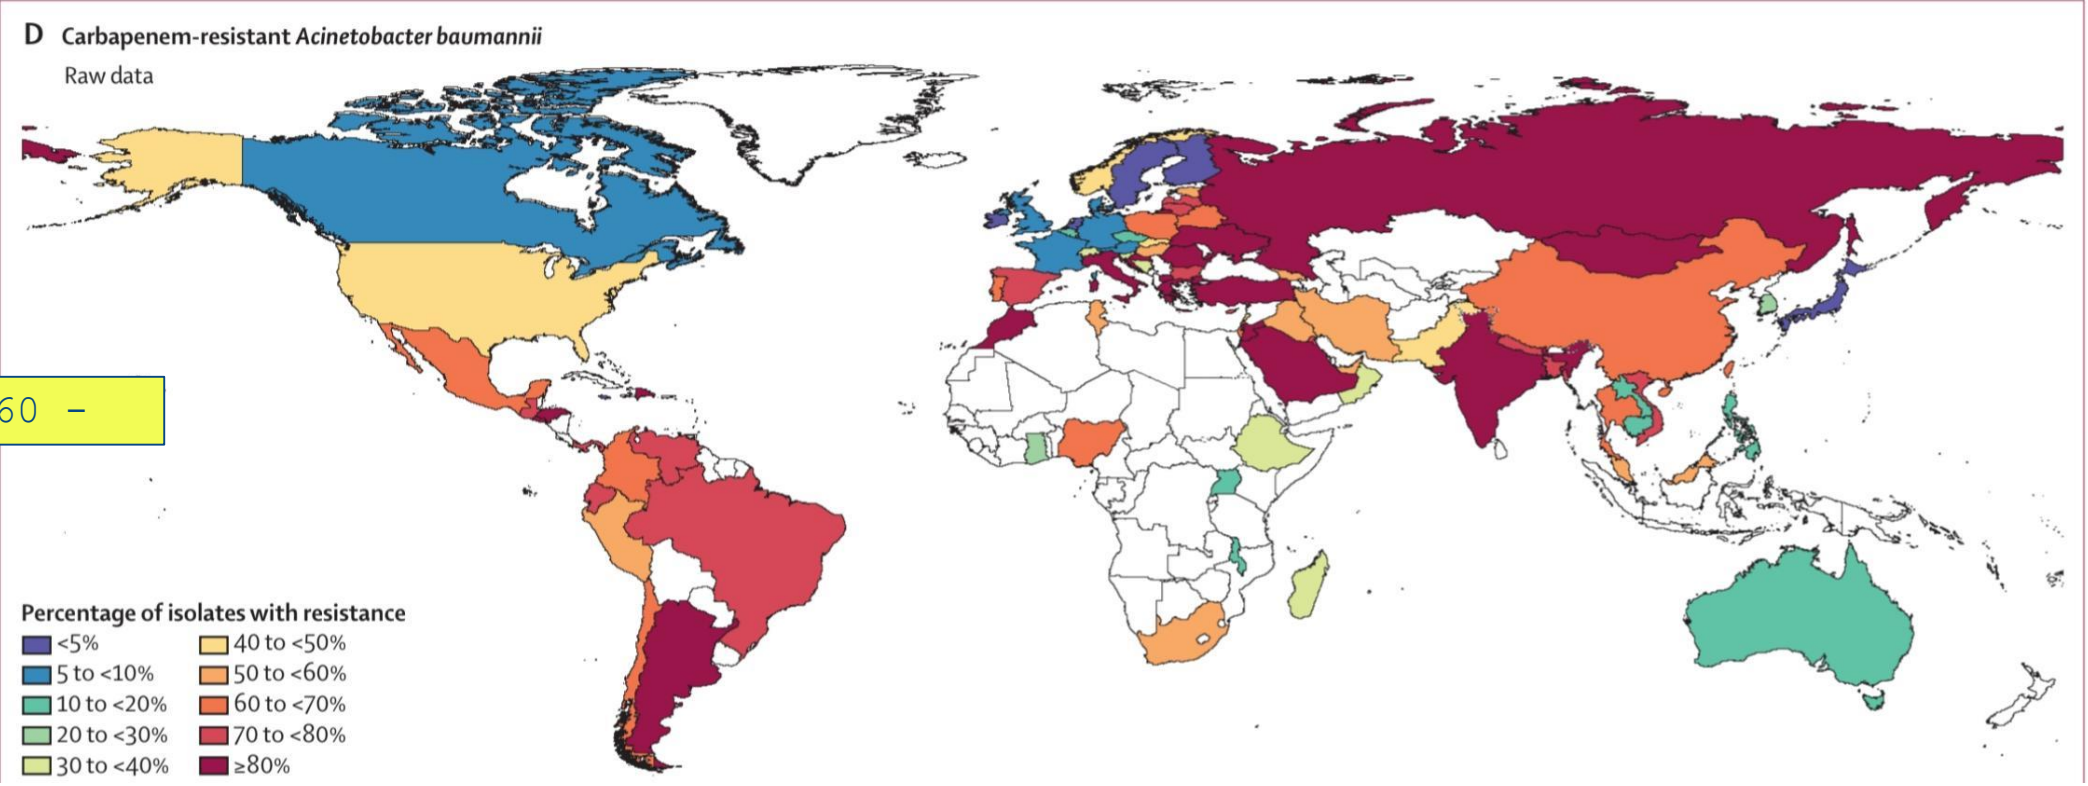 D Carbapenem-resistant Acinetobacter baumannii
Raw data
60 -
Percentage of isolates with resistance
<5% 40 to <50%
5 to <10% 50 to <60%
10 to <20% 60 to <70%
20 to <30% 70 to <80%
30 to <40% ≥80%